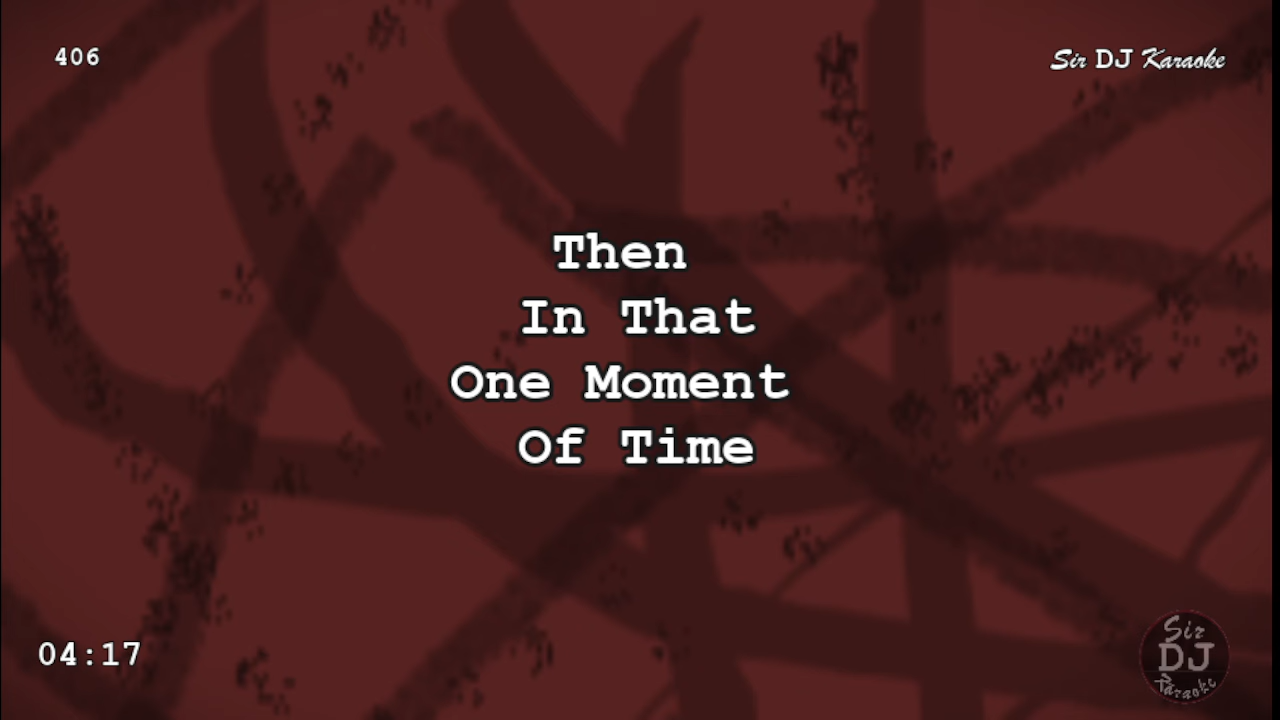 406
Sir DJ Karaoke
Then
In That
One Moment
Of Time
04:17
Sir
DJ
Karaoke